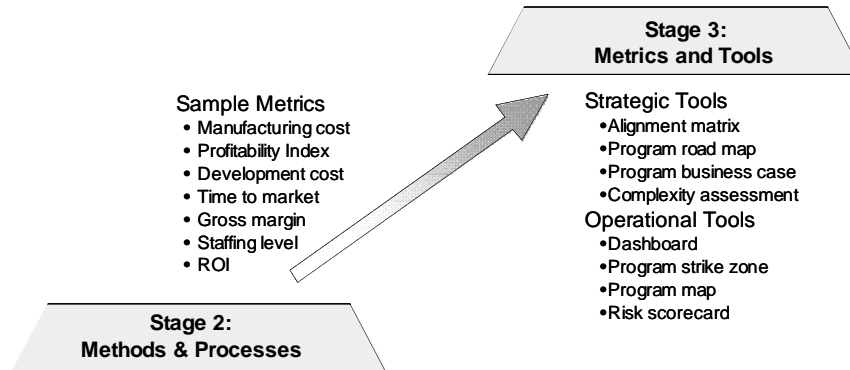 Stage 3:
Metrics and Tools
Sample Metrics
• Manufacturing cost
• Profitability Index
• Development cost
• Time to market
• Gross margin
• Staffing level
• ROI
Strategic Tools
•Alignment matrix
•Program road map
•Program business case
•Complexity assessment
Operational Tools
•Dashboard
•Program strike zone
•Program map
•Risk scorecard
Stage 2:
Methods & Processes